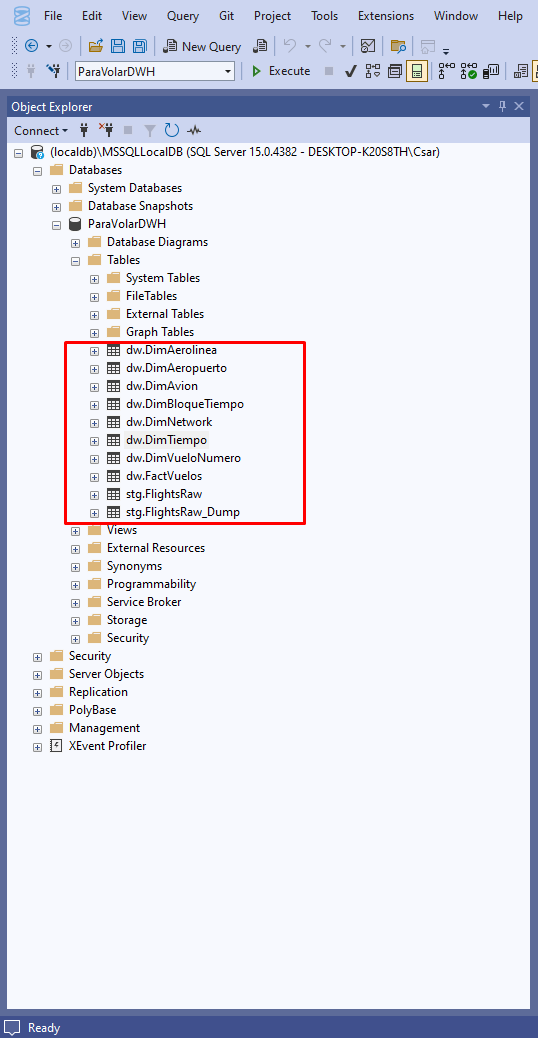 File Edit View Query Git Project Tools Extensions Window Help
New Query
ParaVolarDWH Execute
Object Explorer
Connect
(localdb)\MSSQLLocalDB (SQL Server 15.0.4382 - DESKTOP-K20S8TH\Csar)
Databases
System Databases
Database Snapshots
ParaVolarDWH
Database Diagrams
Tables
System Tables
FileTables
External Tables
Graph Tables
dw.DimAerolinea
dw.DimAeropuerto
dw.DimAvion
dw.DimBloqueTiempo
dw.DimNetwork
dw.DimTiempo
dw.DimVueloNumero
dw.FactVuelos
stg.FlightsRaw
stg.FlightsRaw_Dump
Views
External Resources
Synonyms
Programmability
Service Broker
Storage
Security
Security
Server Objects
Replication
PolyBase
Management
XEvent Profiler
Ready